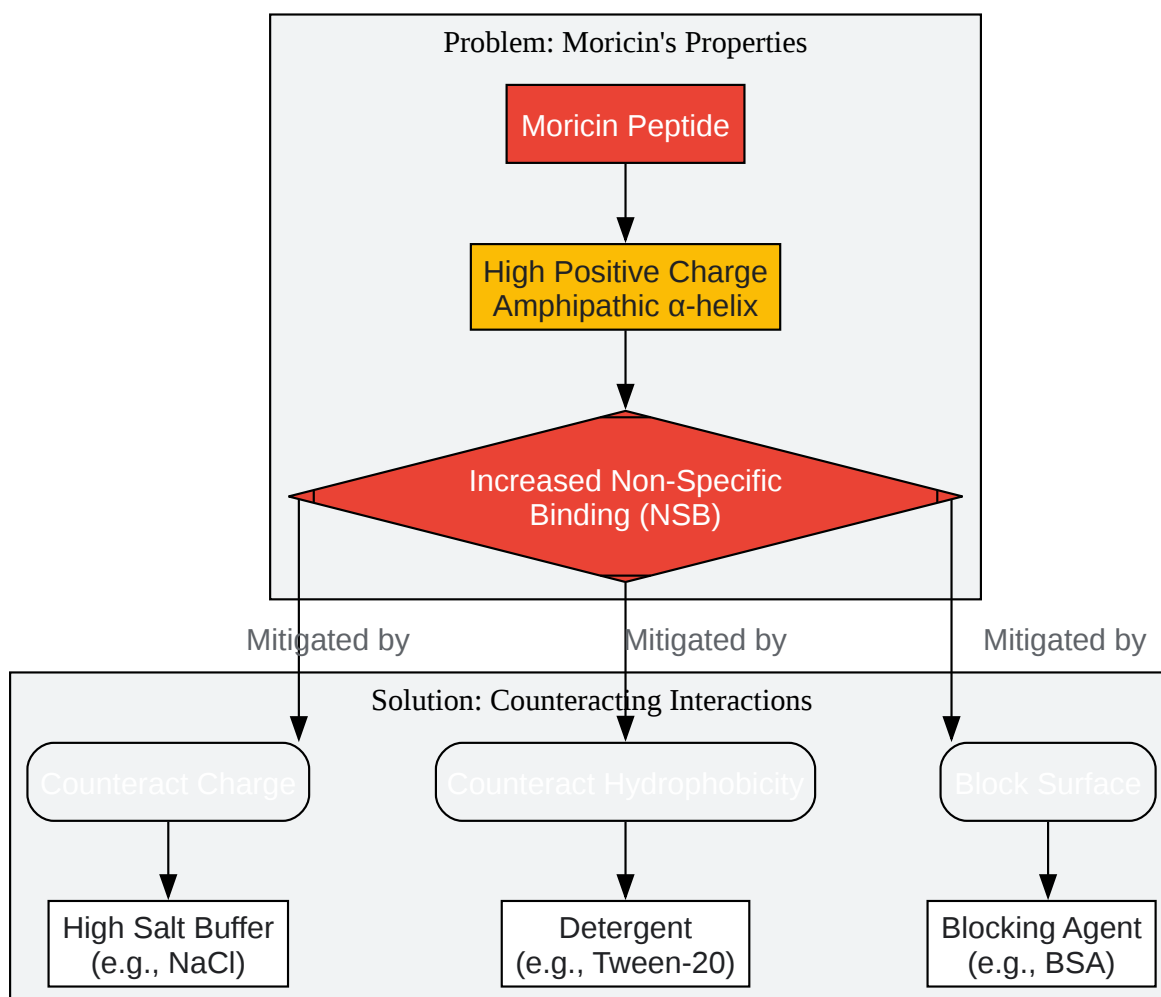 Problem: Moricin's Properties
Moricin Peptide
High Positive Charge
Amphipathic α-helix
Increased Non-Specific
Binding (NSB)
Mitigated by
Mitigated by
Mitigated by
Solution: Counteracting Interactions
Counteract Charge
Counteract Hydrophobicity
Block Surface
High Salt Buffer
(e.g., NaCl)
Detergent
(e.g., Tween-20)
Blocking Agent
(e.g., BSA)